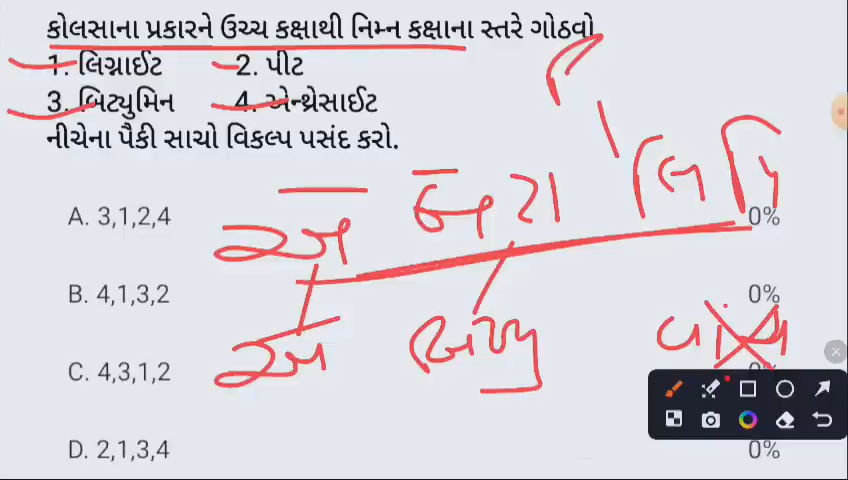 કોલસાના પ્રકારને ઉચ્ચ કક્ષાથી નિમ્ન કક્ષાના સ્તરે ગોઠવો
1. લિગ્નાઈટ 2. પીટ
3. બિટ્યુમિન 4. એન્થ્રેસાઈટ
નીચેના પૈકી સાચો વિકલ્પ પસંદ કરો.
A. 3,1,2,4 0%
B. 4,1,3,2 0%
C. 4,3,1,2
D. 2,1,3,4 0%